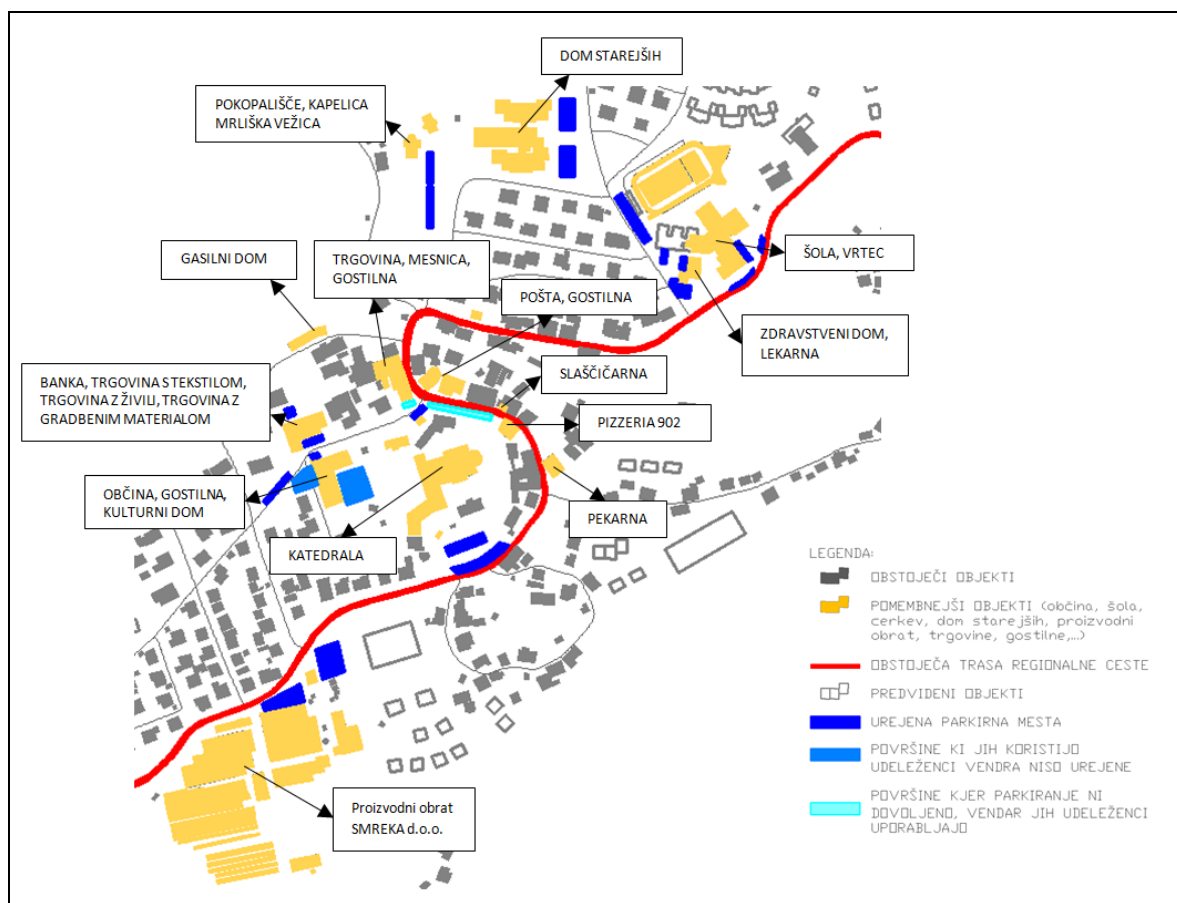 DOM STAREJŠIH
POKOPALIŠČE, KAPELICA
MRLIŠKA VEŽICA
GASILNI DOM
TRGOVINA, MESNICA,
GOSTILNA
POŠTA, GOSTILNA
ŠOLA, VRTEC
ZDRAVSTVENI DOM,
LEKARNA
SLAŠČIČARNA
BANKA, TRGOVINA S TEKSTILOM,
TRGOVINA Z ŽIVILI, TRGOVINA Z
GRADBENIM MATERIALOM
PIZZERIA 902
OBČINA, GOSTILNA,
KULTURNI DOM
PEKARNA
KATEDRALA
Proizvodni obrat
SMREKA d.o.o.
LEGENDA:
OBSTOJEČI OBJEKTI
POMEMBNEJŠI OBJEKTI (občina, šola,
cerkev, dom starejših, proizvodni
obrat, trgovine, gostilne,...)
OBSTOJEČA TRASA REGIONALNE CESTE
PREDVIDENI OBJEKTI
UREJENA PARKIRNA MESTA
POVRŠINE KI JIH KORISTIJO
UDELEŽENCI VENDRA NISO UREJENE
POVRŠINE KJER PARKIRANJE NI
DOVOLJENO, VENDAR JIH UDELEŽENCI
UPORABLJAJO